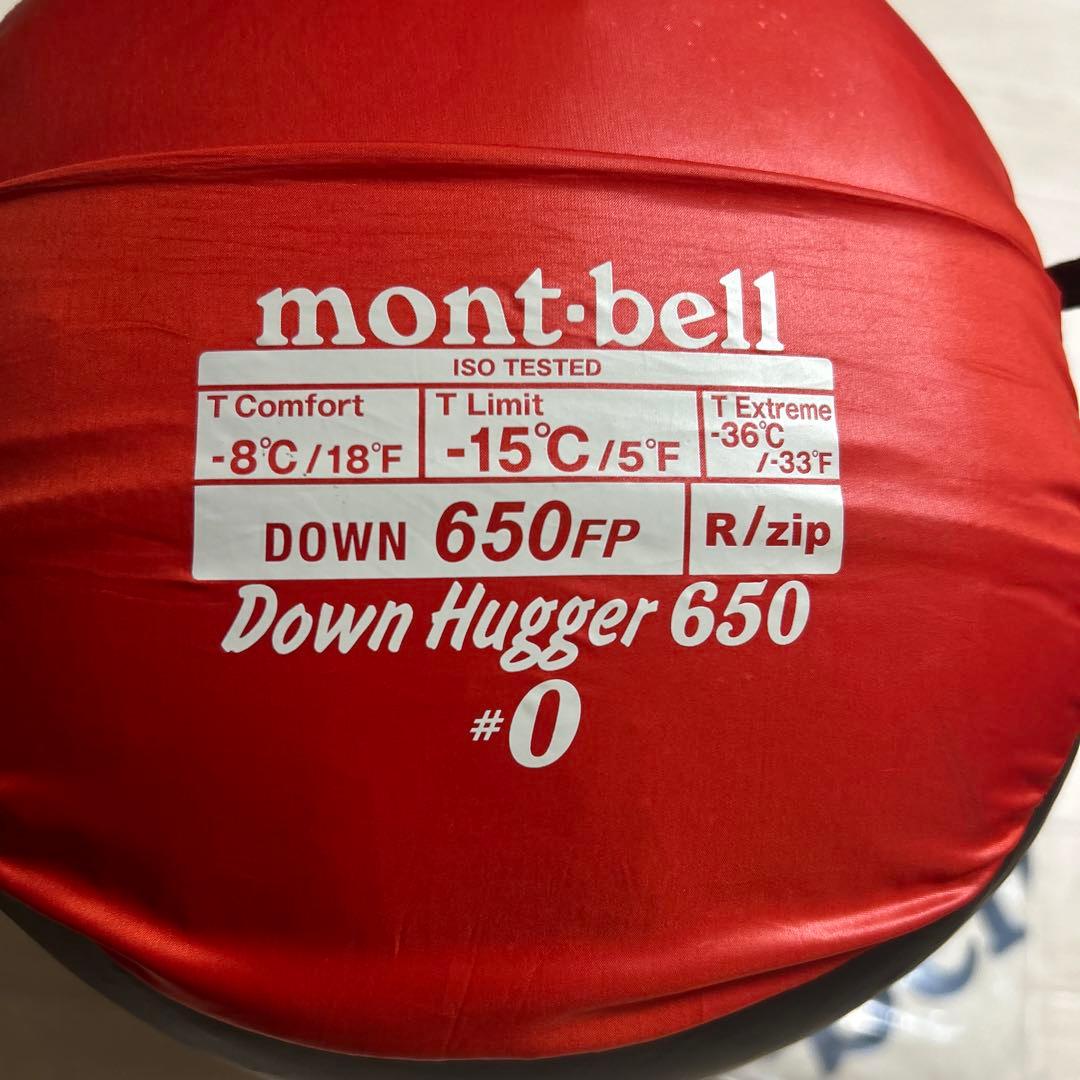 mont·bell
ISO TESTED
T Comfort
-8℃/18℉
T Limit
-15℃/5℉
T Extreme
-36℃
/-33℉
DOWN 650FP
R/zip
Down Hugger 650
#0